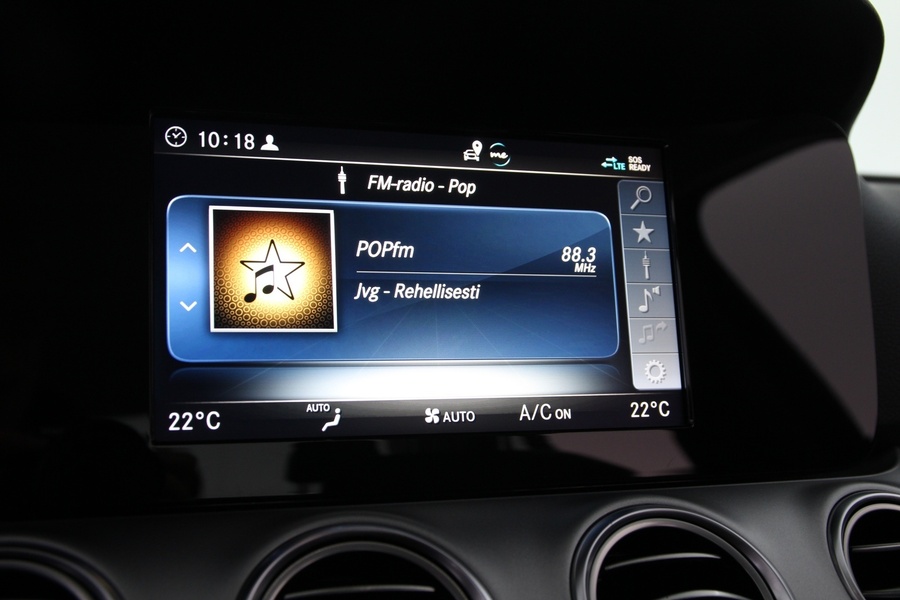 10:18
me
LTE
SOS
READY
FM-radio - Pop
POPfm
88.3
MHz
Jvg - Rehellisesti
22°C
AUTO
AUTO
A/C ON
22°C